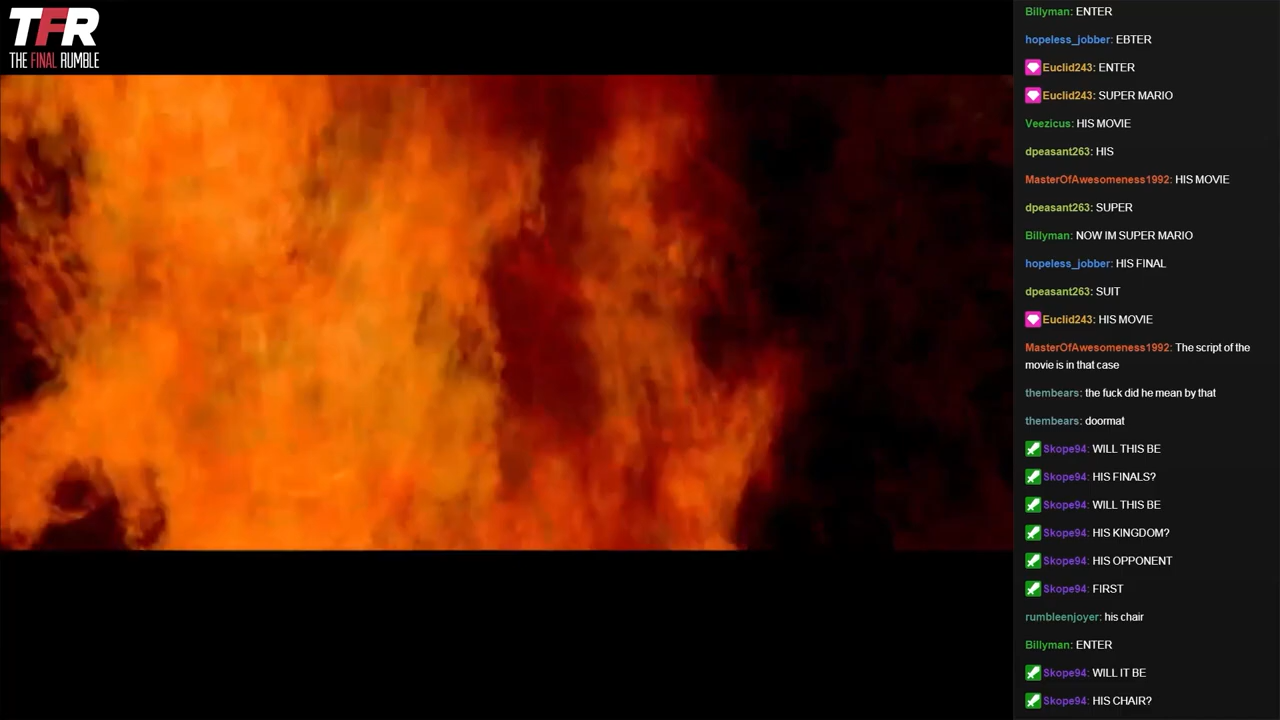 TFR
THE FINAL RUMBLE
Billyman: ENTER
hopeless_jobber: EBTER
Euclid243: ENTER
Euclid243: SUPER MARIO
Veezicus: HIS MOVIE
dpeasant263: HIS
MasterOfAwesomeness1992: HIS MOVIE
dpeasant263: SUPER
Billyman: NOW IM SUPER MARIO
hopeless_jobber: HIS FINAL
dpeasant263: SUIT
Euclid243: HIS MOVIE
MasterOfAwesomeness1992: The script of the
movie is in that case
thembears: the fuck did he mean by that
thembears: doormat
Skope94: WILL THIS BE
Skope94: HIS FINALS?
Skope94: WILL THIS BE
Skope94: HIS KINGDOM?
Skope94: HIS OPPONENT
Skope94: FIRST
rumbleenjoyer: his chair
Billyman: ENTER
Skope94: WILL IT BE
Skope94: HIS CHAIR?